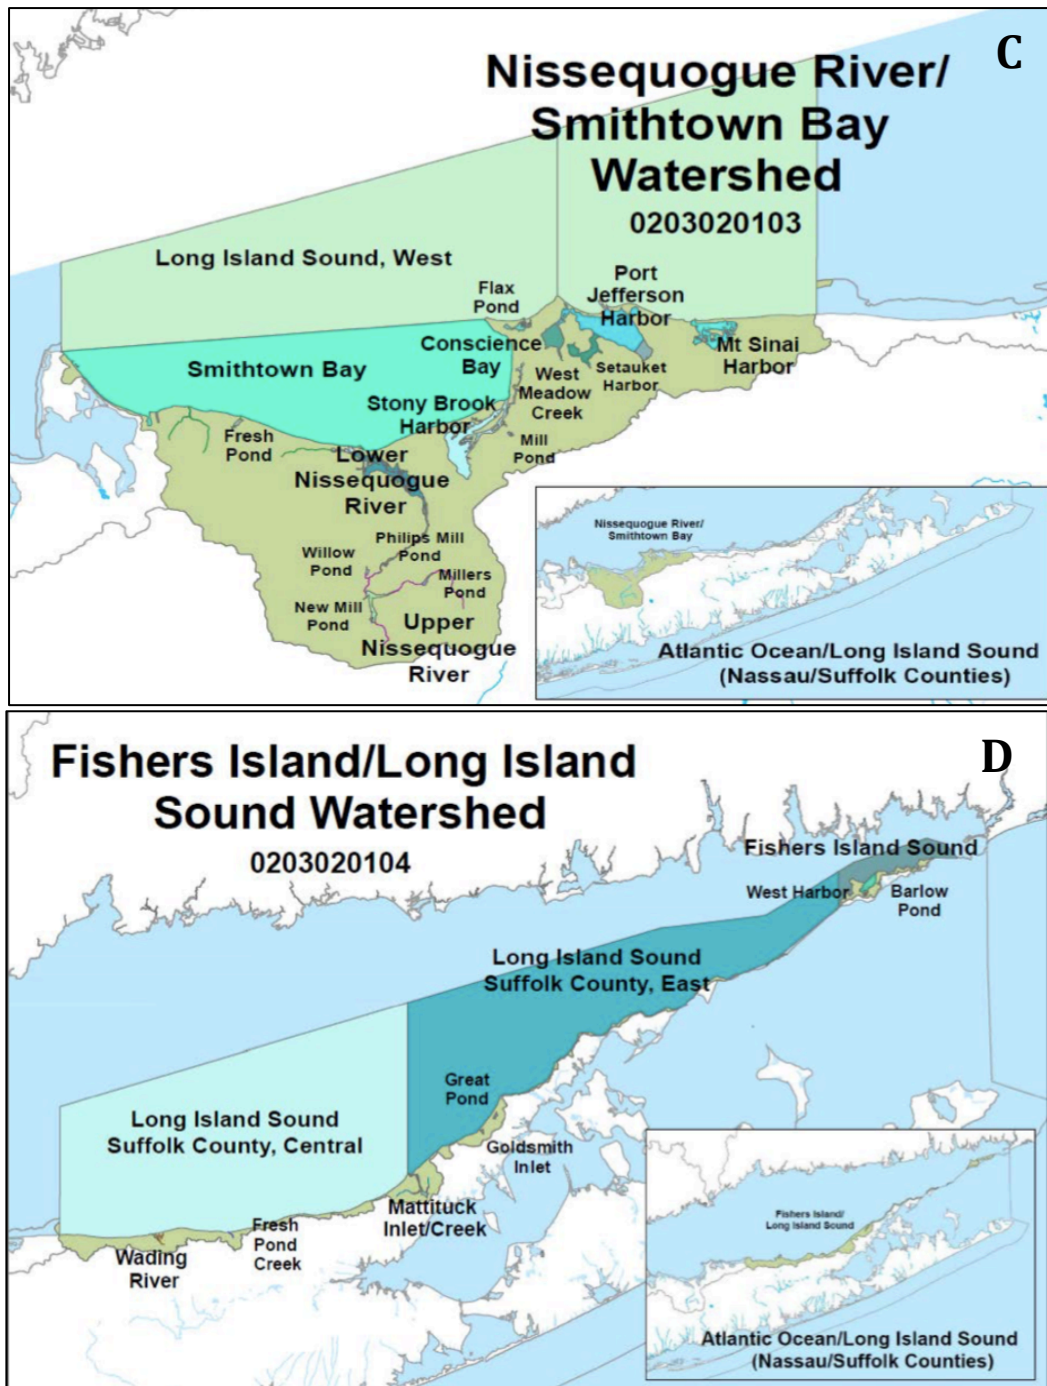 C
Nissequogue River/
Smithtown Bay
Watershed
0203020103
Long Island Sound, West
Flax
Pond
Port
Jefferson
Harbor
Conscience
Bay
Mt Sinai
Harbor
Smithtown Bay
West
Meadow
Creek
Setauket
Harbor
Stony Brook
Harbor
Fresh
Pond
Mill
Pond
Lower
Nissequogue
River
Philips Mill
Pond
Willow
Pond
Millers
Pond
New Mill
Pond
Upper
Nissequogue
River
Nissequogue River/
Smithtown Bay
Atlantic Ocean/Long Island Sound
(Nassau/Suffolk Counties)
D
Fishers Island/Long Island
Sound Watershed
0203020104
Fishers Island Sound
West Harbor
Barlow
Pond
Long Island Sound
Suffolk County, East
Great
Pond
Long Island Sound
Suffolk County, Central
Goldsmith
Inlet
Mattituck
Inlet/Creek
Fresh
Pond
Creek
Wading
River
Fishers Island/
Long Island Sound
Atlantic Ocean/Long Island Sound
(Nassau/Suffolk Counties)